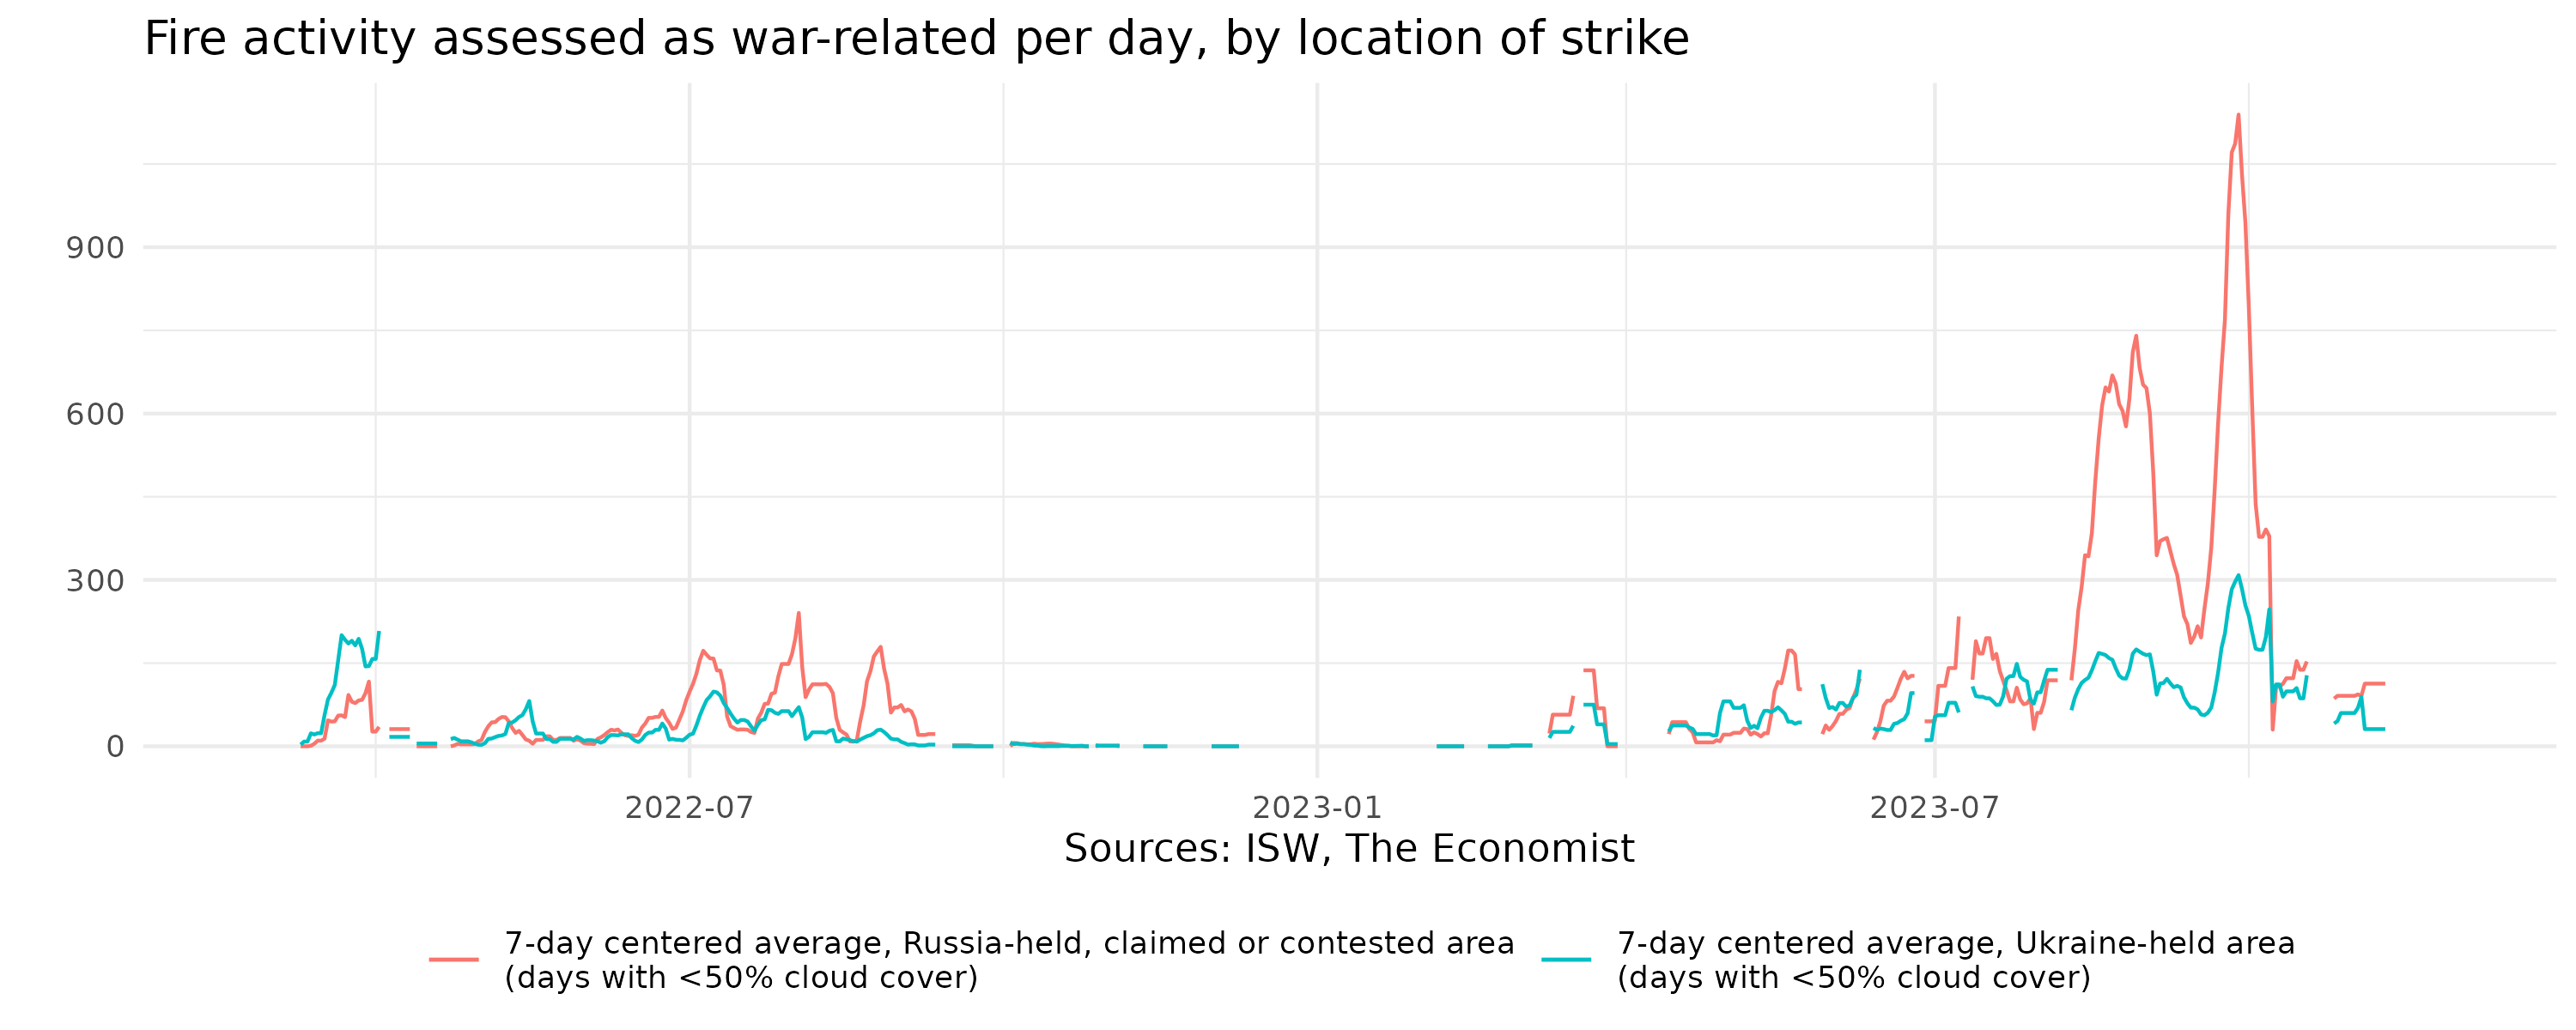 Fire activity assessed as war-related per day, by location of strike
900
600
300
0
2022-07
2023-01
2023-07
Sources: ISW, The Economist
7-day centered average, Russia-held, claimed or contested area
(days with <50% cloud cover)
7-day centered average, Ukraine-held area
(days with <50% cloud cover)